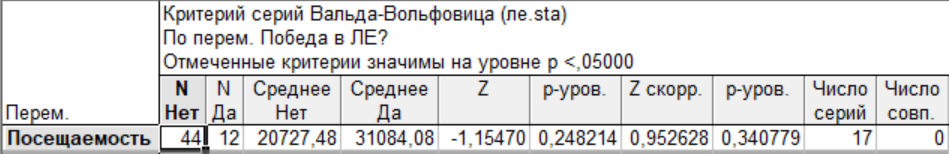 Критерий серий Вальда-Вольфовица (ле.sta)
По перем. Победа в ЛЕ?
Отмеченные критерии значимы на уровне p <,05000
Перем. N Нет N Да Среднее Нет Среднее Да Z p-уров. Z скорр. p-уров. Число серий Число совп.
Посещаемость 44 12 20727,48 31084,08 -1,15470 0,248214 0,952628 0,340779 17 0